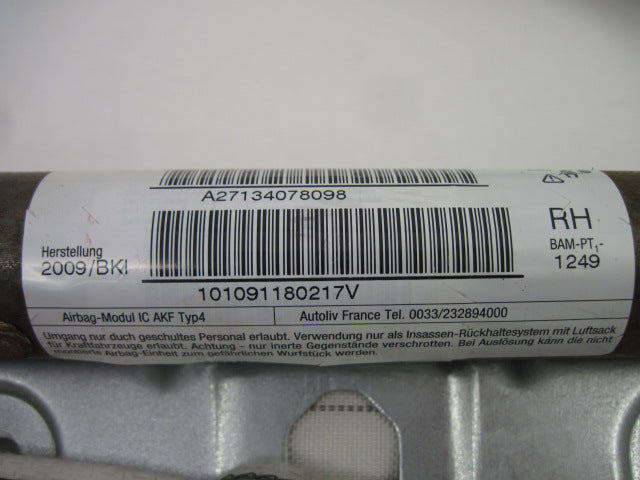 A27134078098
RH
Herstellung
2009/BKI
BAM-PT1-
1249
101091180217V
Airbag-Modul IC AKF Typ4
Autoliv France Tel. 0033/232894000
Umgang nur duch geschultes Personal erlaubt. Verwendung nur als Insassen-Rückhaltesystem mit Luftsack
für Kraftfahrzeuge erlaubt. Achtung - nur inerte Gegenstände verschrotten. Bei Auslösung kann die nicht
montierte Airbag-Einheit zum gefährlichen Wurfstück werden.